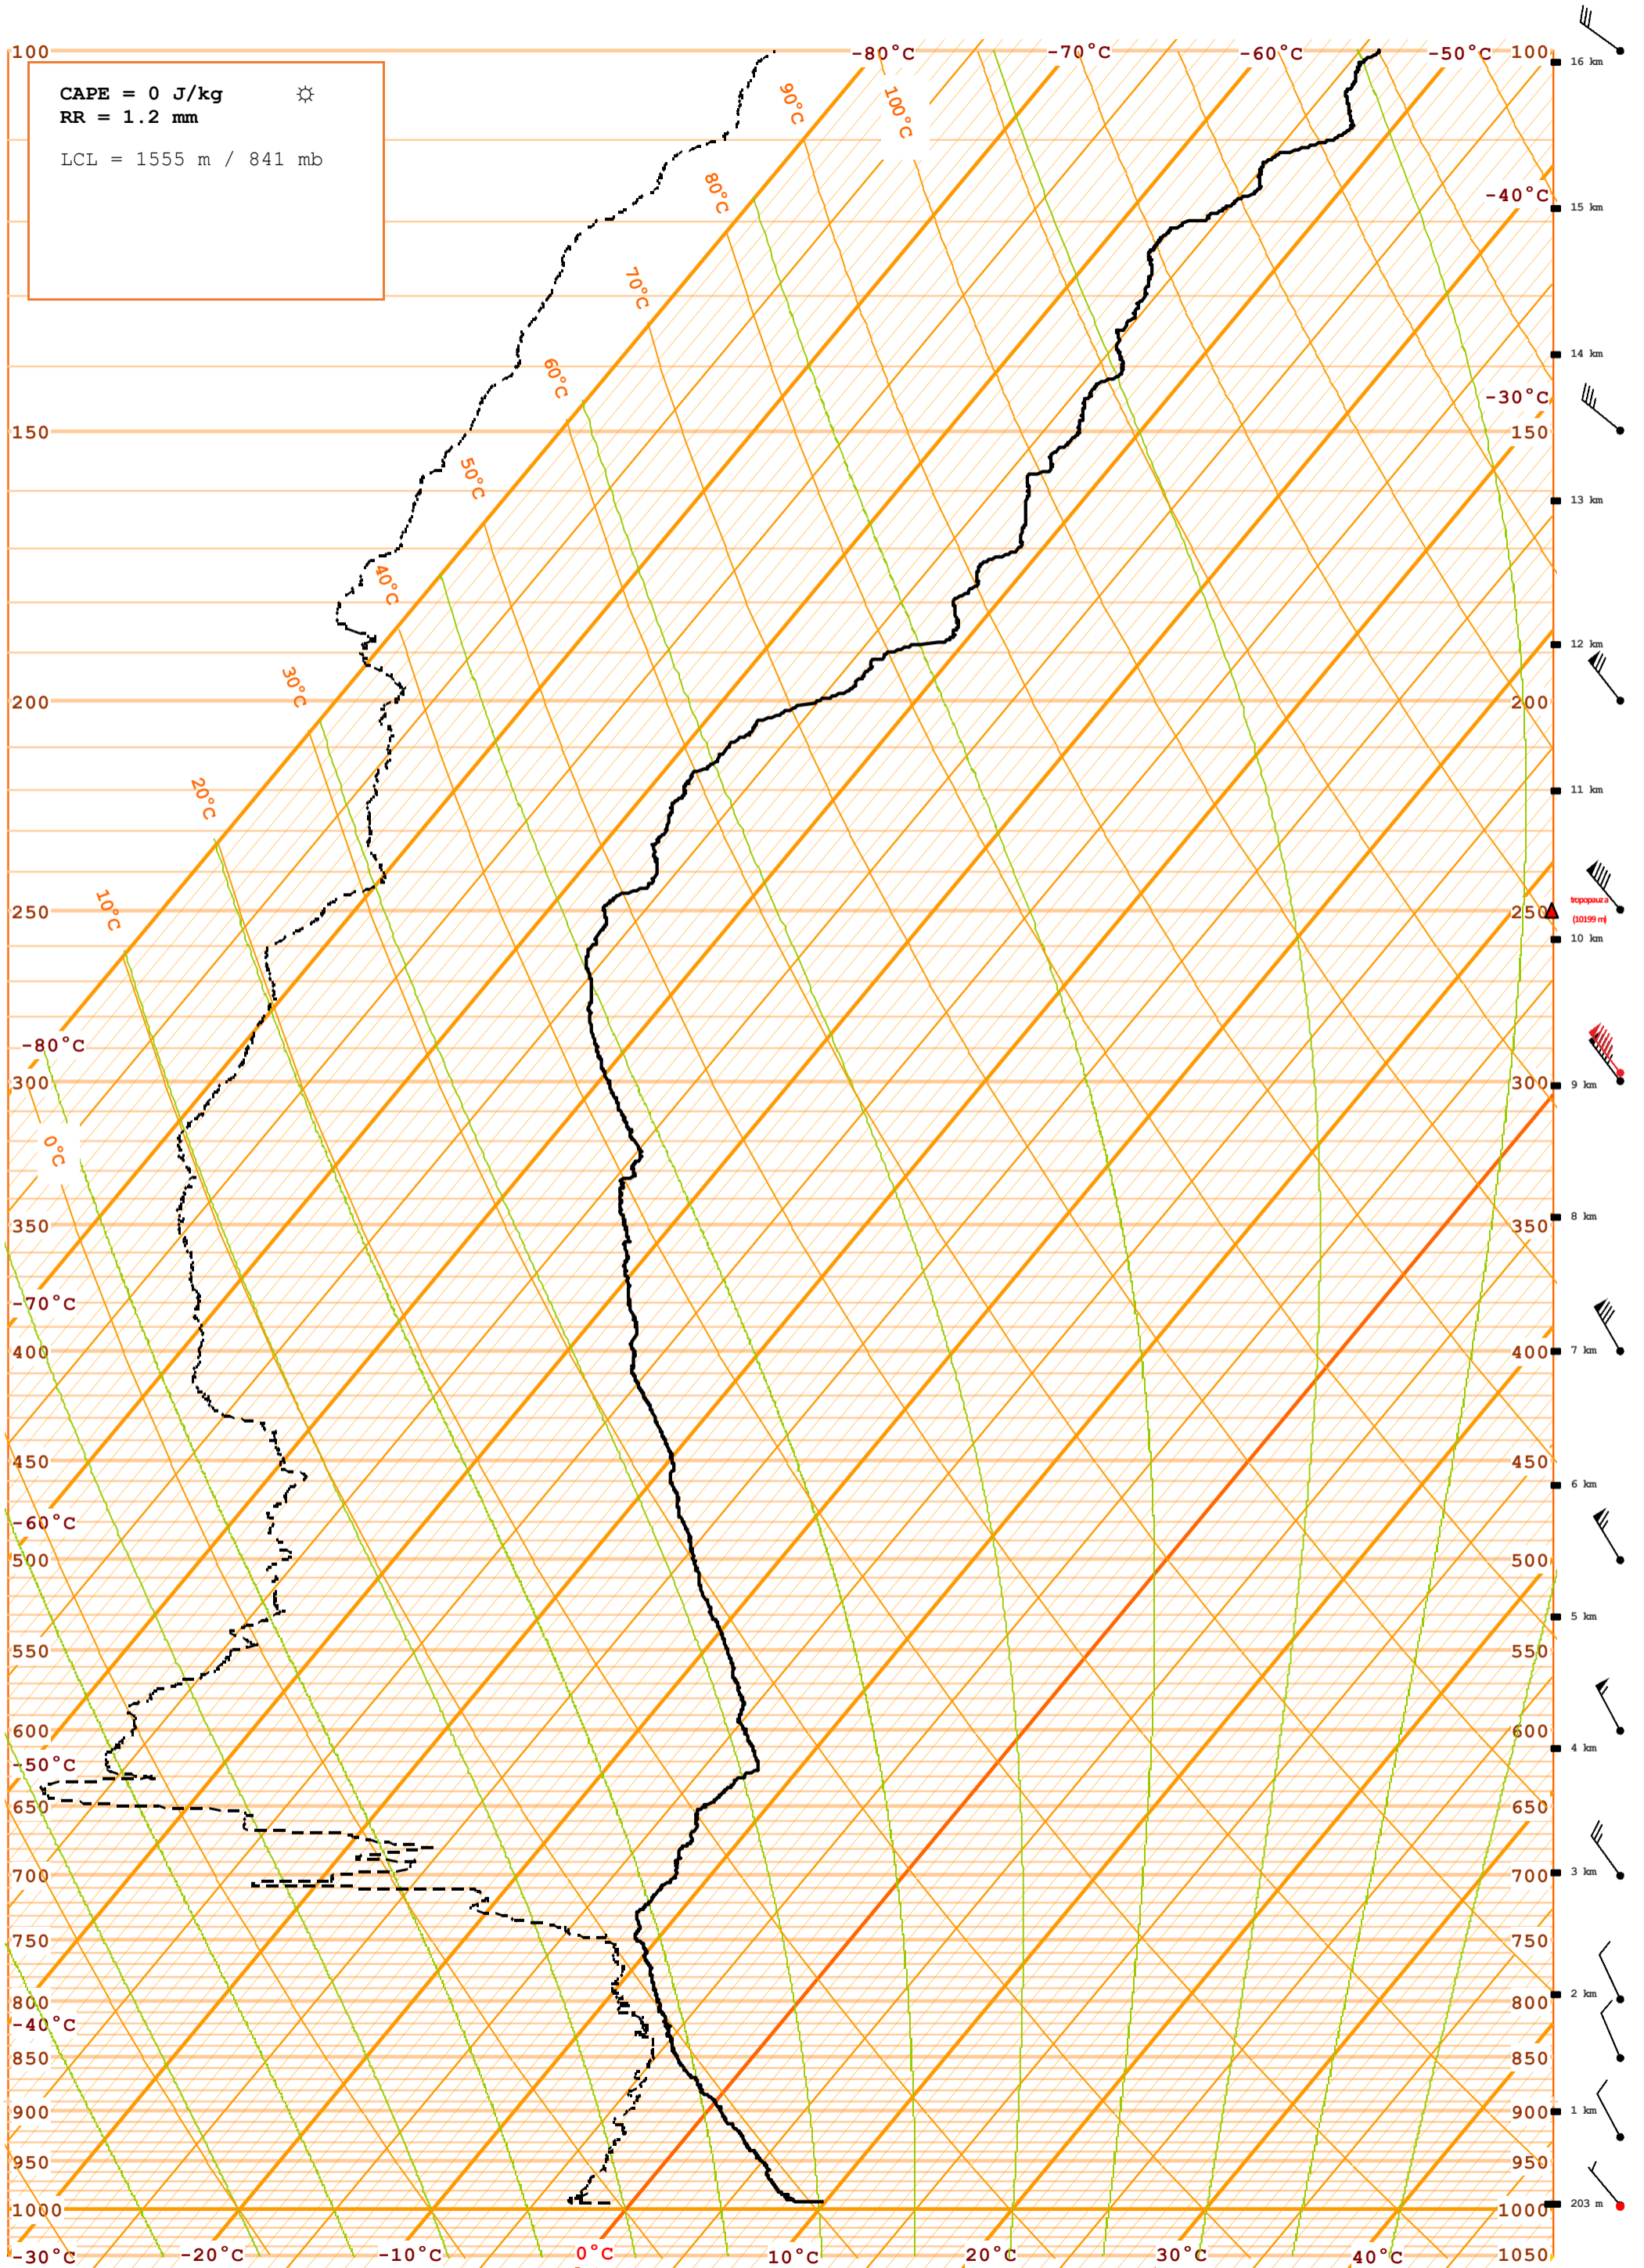 -80°C
-70°C
-60°C
-50°C
100
100
16 km
CAPE = 0 J/kg ☼
RR = 1.2 mm
LCL = 1555 m / 841 mb
90°C
100°C
80°C
-40°C
15 km
70°C
14 km
60°C
-30°C
150
150
50°C
13 km
40°C
12 km
30°C
200
200
20°C
11 km
10°C
250
250
tropopauza
(10199 m)
10 km
-80°C
300
300
9 km
0°C
350
350
8 km
-70°C
400
400
7 km
450
450
6 km
-60°C
500
500
5 km
550
550
600
600
4 km
-50°C
650
650
700
700
3 km
750
750
2 km
800
800
-40°C
850
850
900
900
1 km
950
950
1000
1000
203 m
-30°C
-20°C
-10°C
0°C
10°C
20°C
30°C
40°C
1050